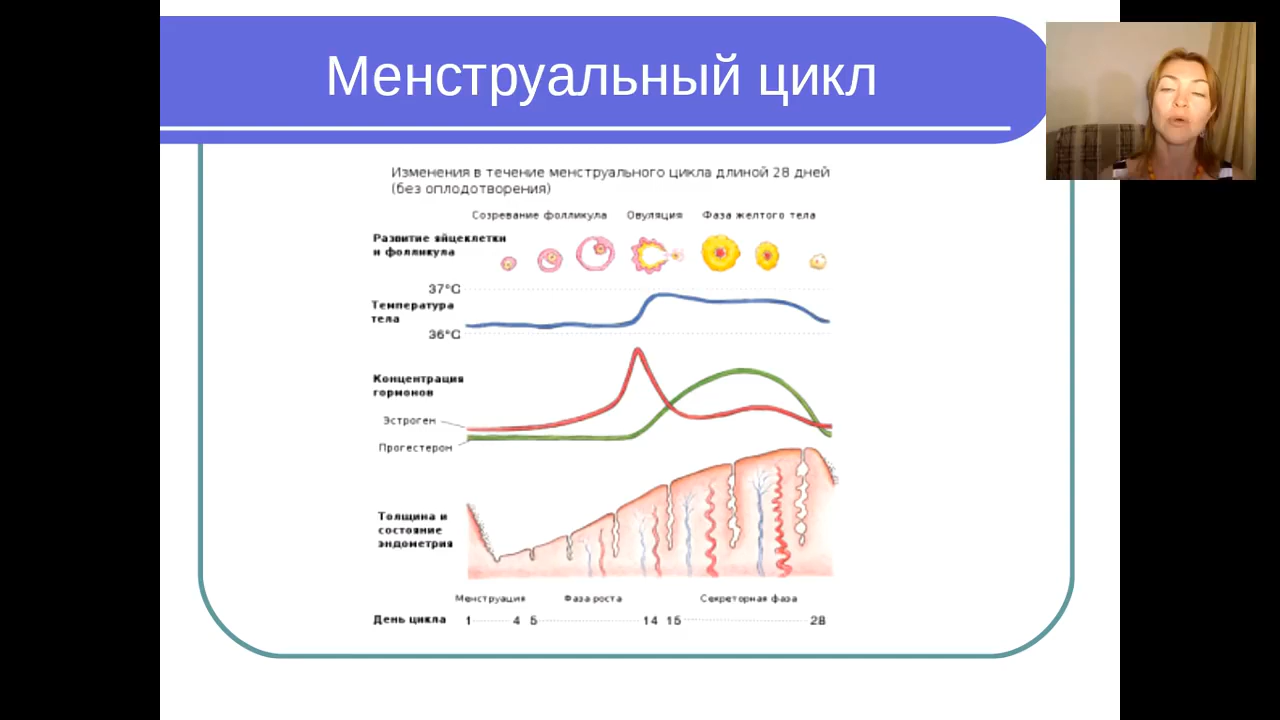 Менструальный цикл
Изменения в течение менструального цикла длиной 28 дней
(без оплодотворения)
Созревание фолликула Овуляция Фаза желтого тела
Развитие яйцеклетки
и фолликула
37°C
Температура
тела
36°C
Концентрация
гормонов
Эстроген
Прогестерон
Толщина и
состояние
эндометрия
Менструация Фаза роста Секреторная фаза
День цикла 1 4 5 14 15 28